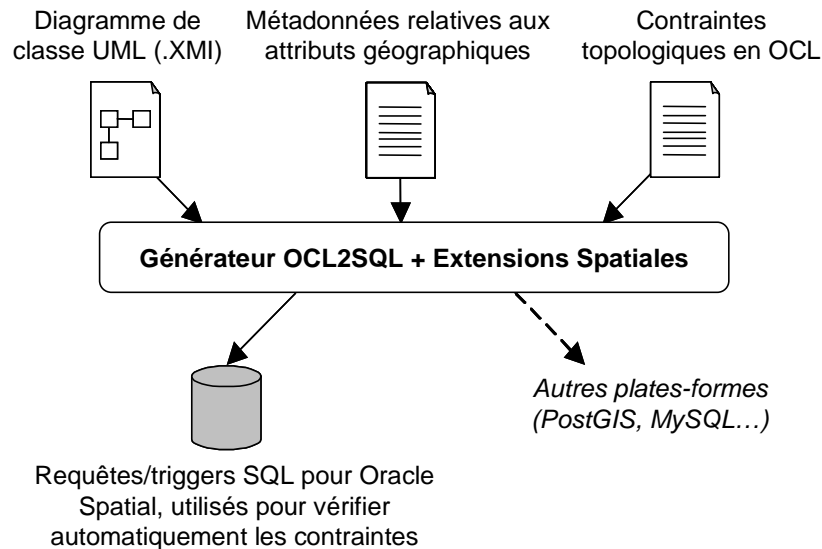 Diagramme de
classe UML (.XMI)
Métadonnées relatives aux
attributs géographiques
Contraintes
topologiques en OCL
Générateur OCL2SQL + Extensions Spatiales
Autres plates-formes
(PostGIS, MySQL…)
Requêtes/triggers SQL pour Oracle
Spatial, utilisés pour vérifier
automatiquement les contraintes